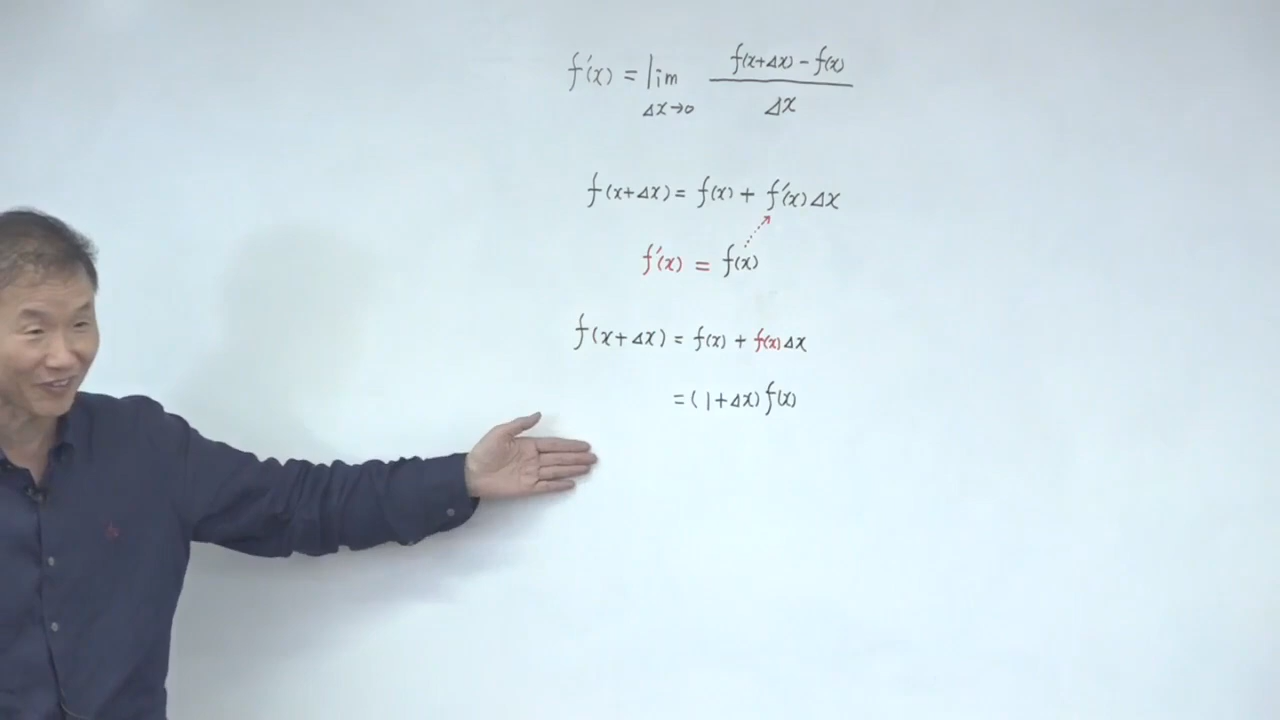 f'(x) = lim Δx→0 f(x+Δx) - f(x) / Δx
f(x+Δx) = f(x) + f'(x)Δx
f'(x) = f(x)
f(x+Δx) = f(x) + f(x)Δx
= (1+Δx) f(x)